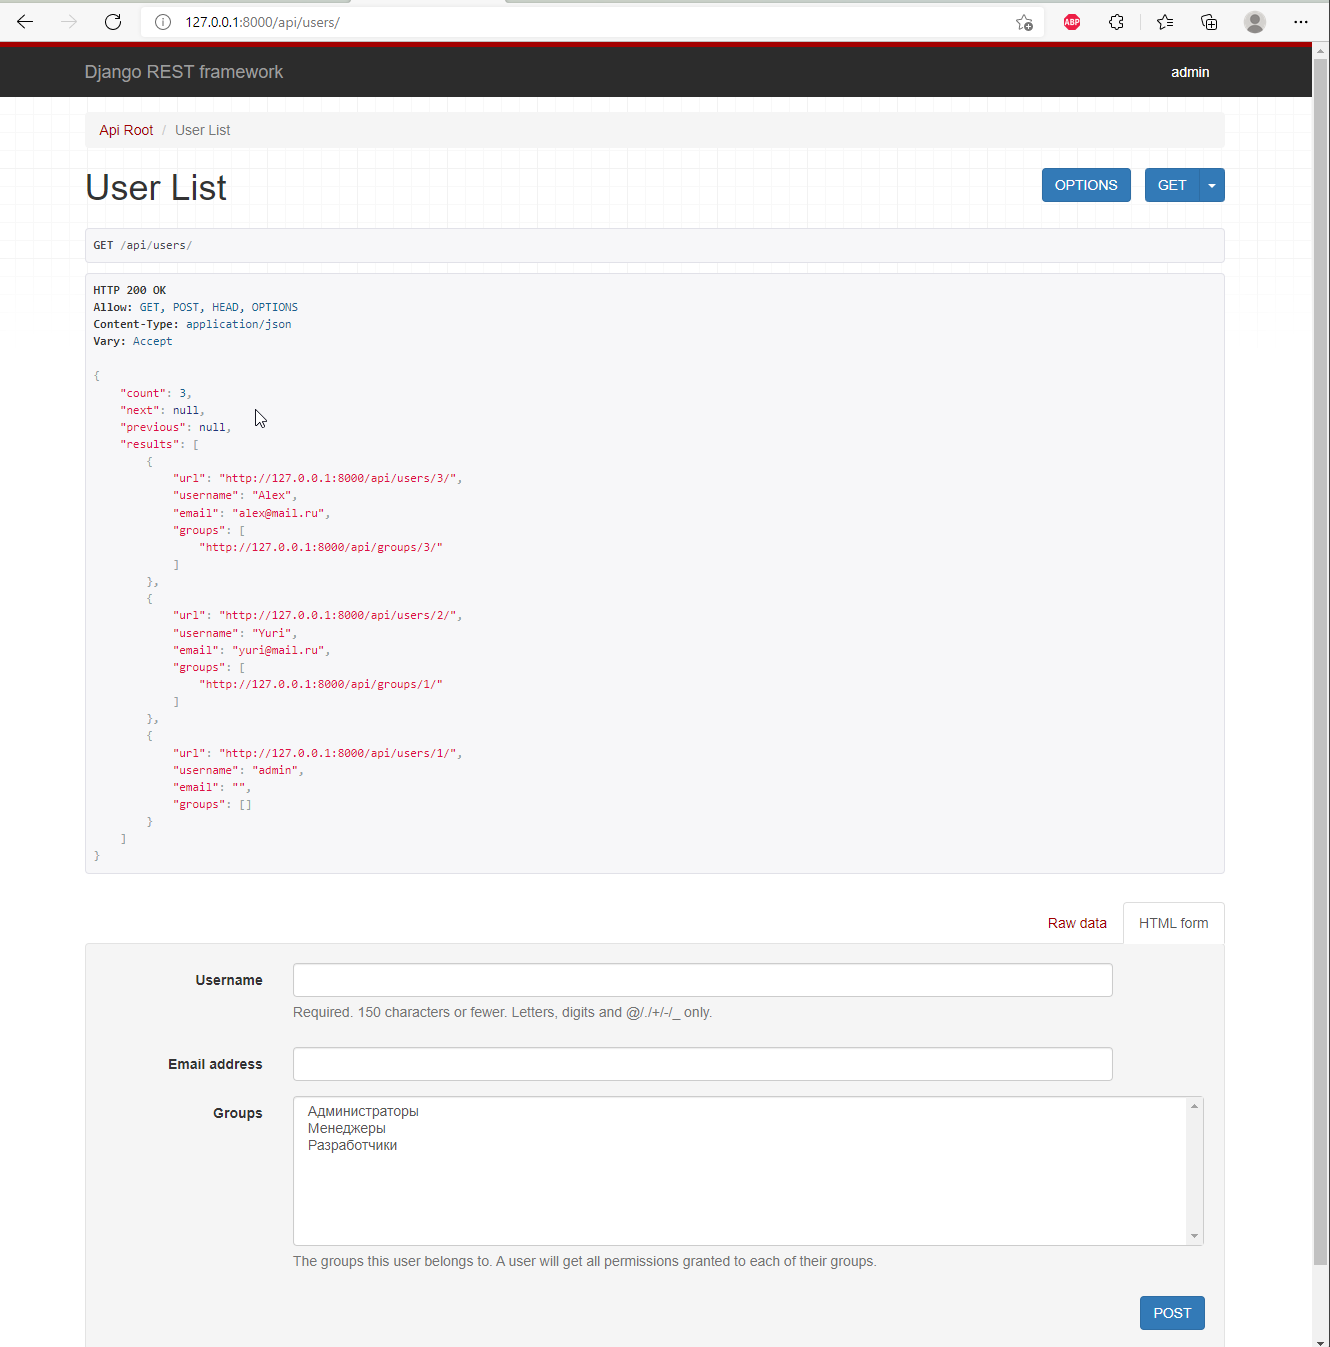 127.0.0.1:8000/api/users/
ABP
Django REST framework
admin
Api Root / User List
User List
OPTIONS
GET
GET /api/users/
HTTP 200 OK
Allow: GET, POST, HEAD, OPTIONS
Content-Type: application/json
Vary: Accept
{
    "count": 3,
    "next": null,
    "previous": null,
    "results": [
        {
            "url": "http://127.0.0.1:8000/api/users/3/",
            "username": "Alex",
            "email": "alex@mail.ru",
            "groups": [
                "http://127.0.0.1:8000/api/groups/3/"
            ]
        },
        {
            "url": "http://127.0.0.1:8000/api/users/2/",
            "username": "Yuri",
            "email": "yuri@mail.ru",
            "groups": [
                "http://127.0.0.1:8000/api/groups/1/"
            ]
        },
        {
            "url": "http://127.0.0.1:8000/api/users/1/",
            "username": "admin",
            "email": "",
            "groups": []
        }
    ]
}
Raw data
HTML form
Username
Required. 150 characters or fewer. Letters, digits and @/./+/-/_ only.
Email address
Groups
Администраторы
Менеджеры
Разработчики
The groups this user belongs to. A user will get all permissions granted to each of their groups.
POST